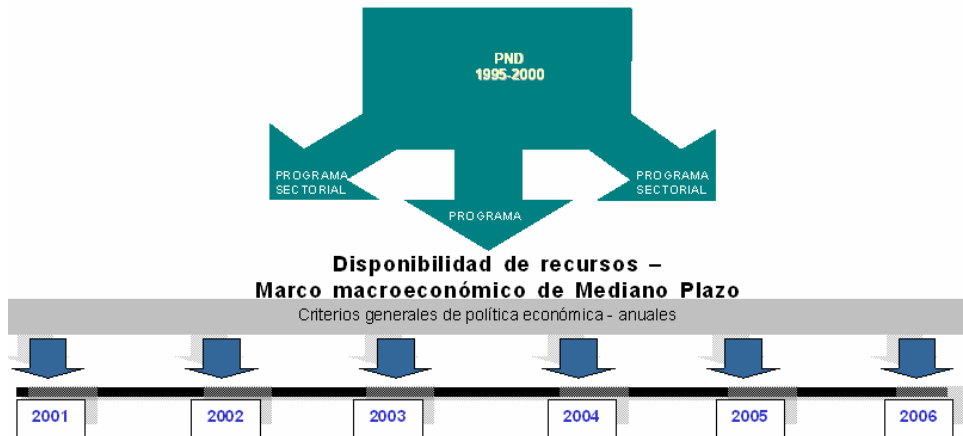 PND
1995-2000
PROGRAMA
SECTORIAL
PROGRAMA
SECTORIAL
PROGRAMA
Disponibilidad de recursos –
Marco macroeconómico de Mediano Plazo
Criterios generales de política económica - anuales
2001
2002
2003
2004
2005
2006